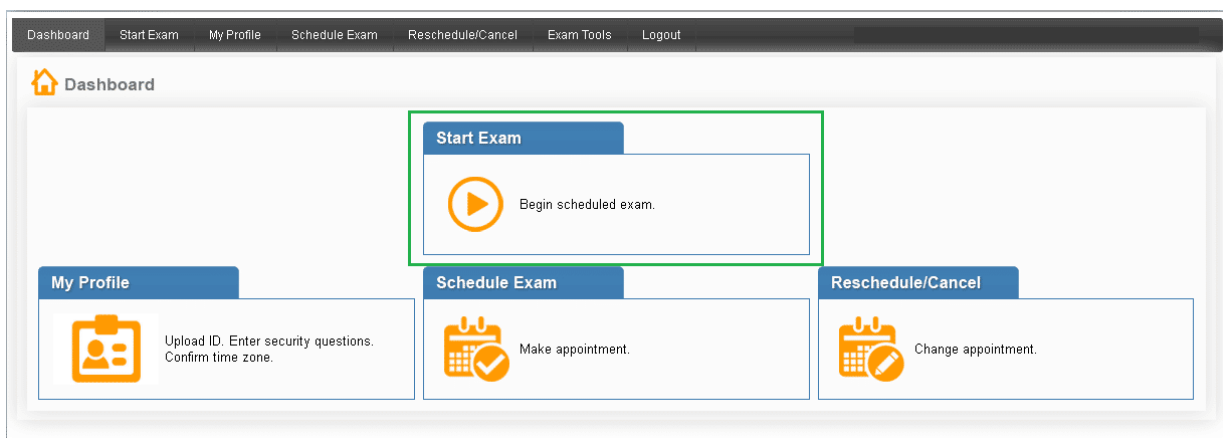 Dashboard Start Exam My Profile Schedule Exam Reschedule/Cancel Exam Tools Logout
Dashboard
Start Exam
Begin scheduled exam.
My Profile
Upload ID. Enter security questions.
Confirm time zone.
Schedule Exam
Make appointment.
Reschedule/Cancel
Change appointment.